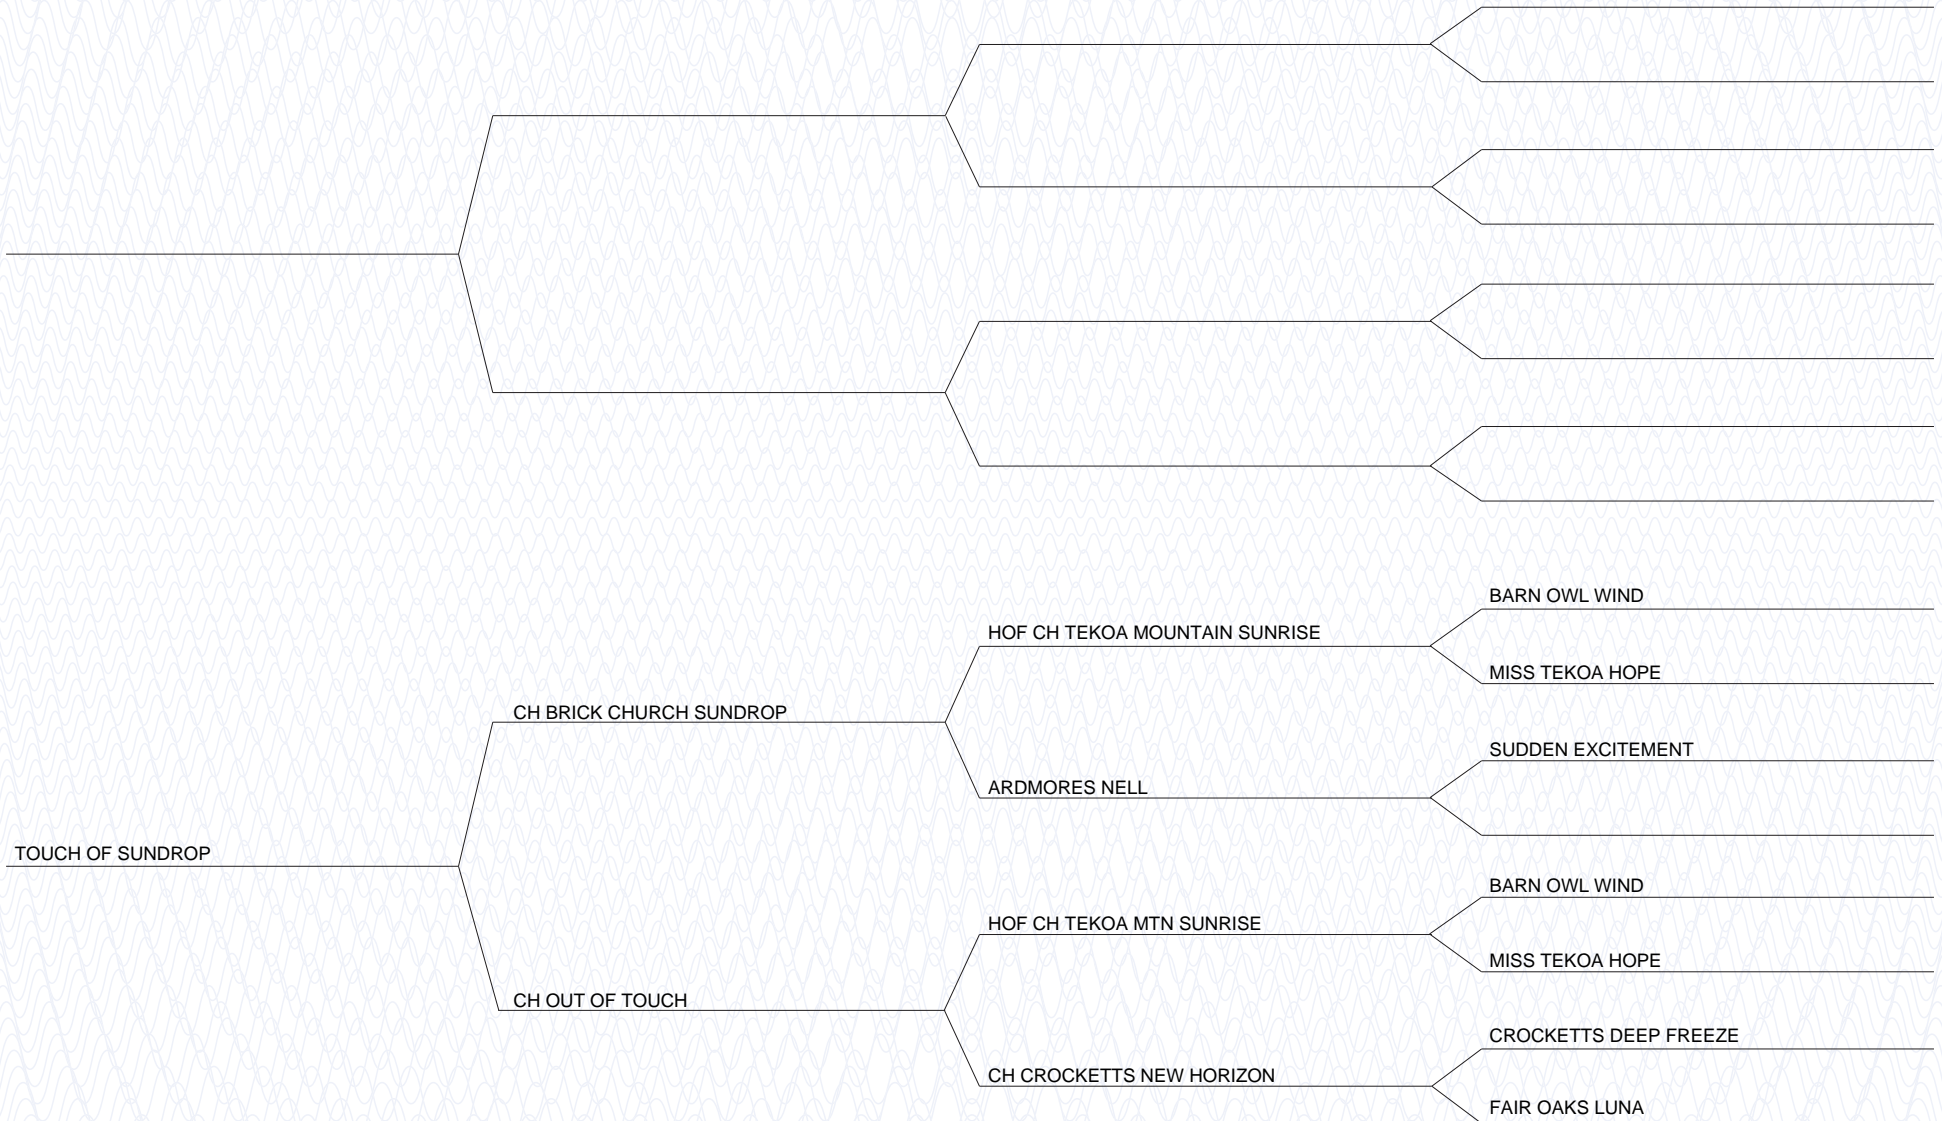 BARN OWL WIND
HOF CH TEKOA MOUNTAIN SUNRISE
MISS TEKOA HOPE
CH BRICK CHURCH SUNDROP
SUDDEN EXCITEMENT
ARDMORES NELL
TOUCH OF SUNDROP
BARN OWL WIND
HOF CH TEKOA MTN SUNRISE
MISS TEKOA HOPE
CH OUT OF TOUCH
CROCKETTS DEEP FREEZE
CH CROCKETTS NEW HORIZON
FAIR OAKS LUNA